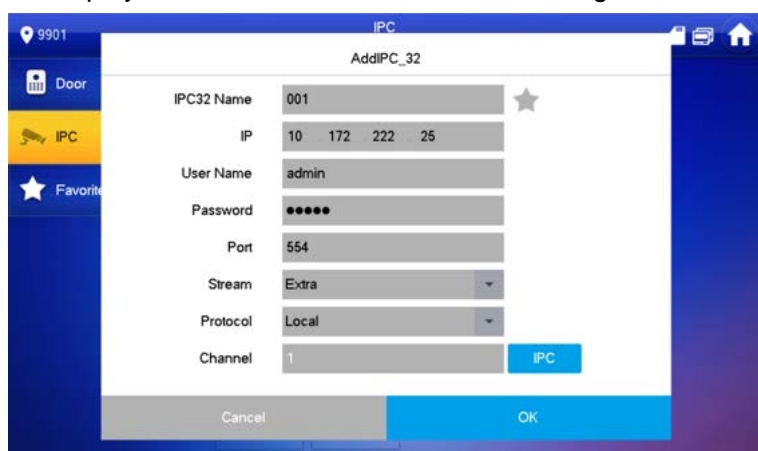 9901
IPC
AddIPC_32
Door
IPC32 Name 001
IPC
IP 10 172 222 25
User Name admin
Favorite
Password ●●●●●
Port 554
Stream Extra
Protocol Local
Channel 1 IPC
Cancel OK